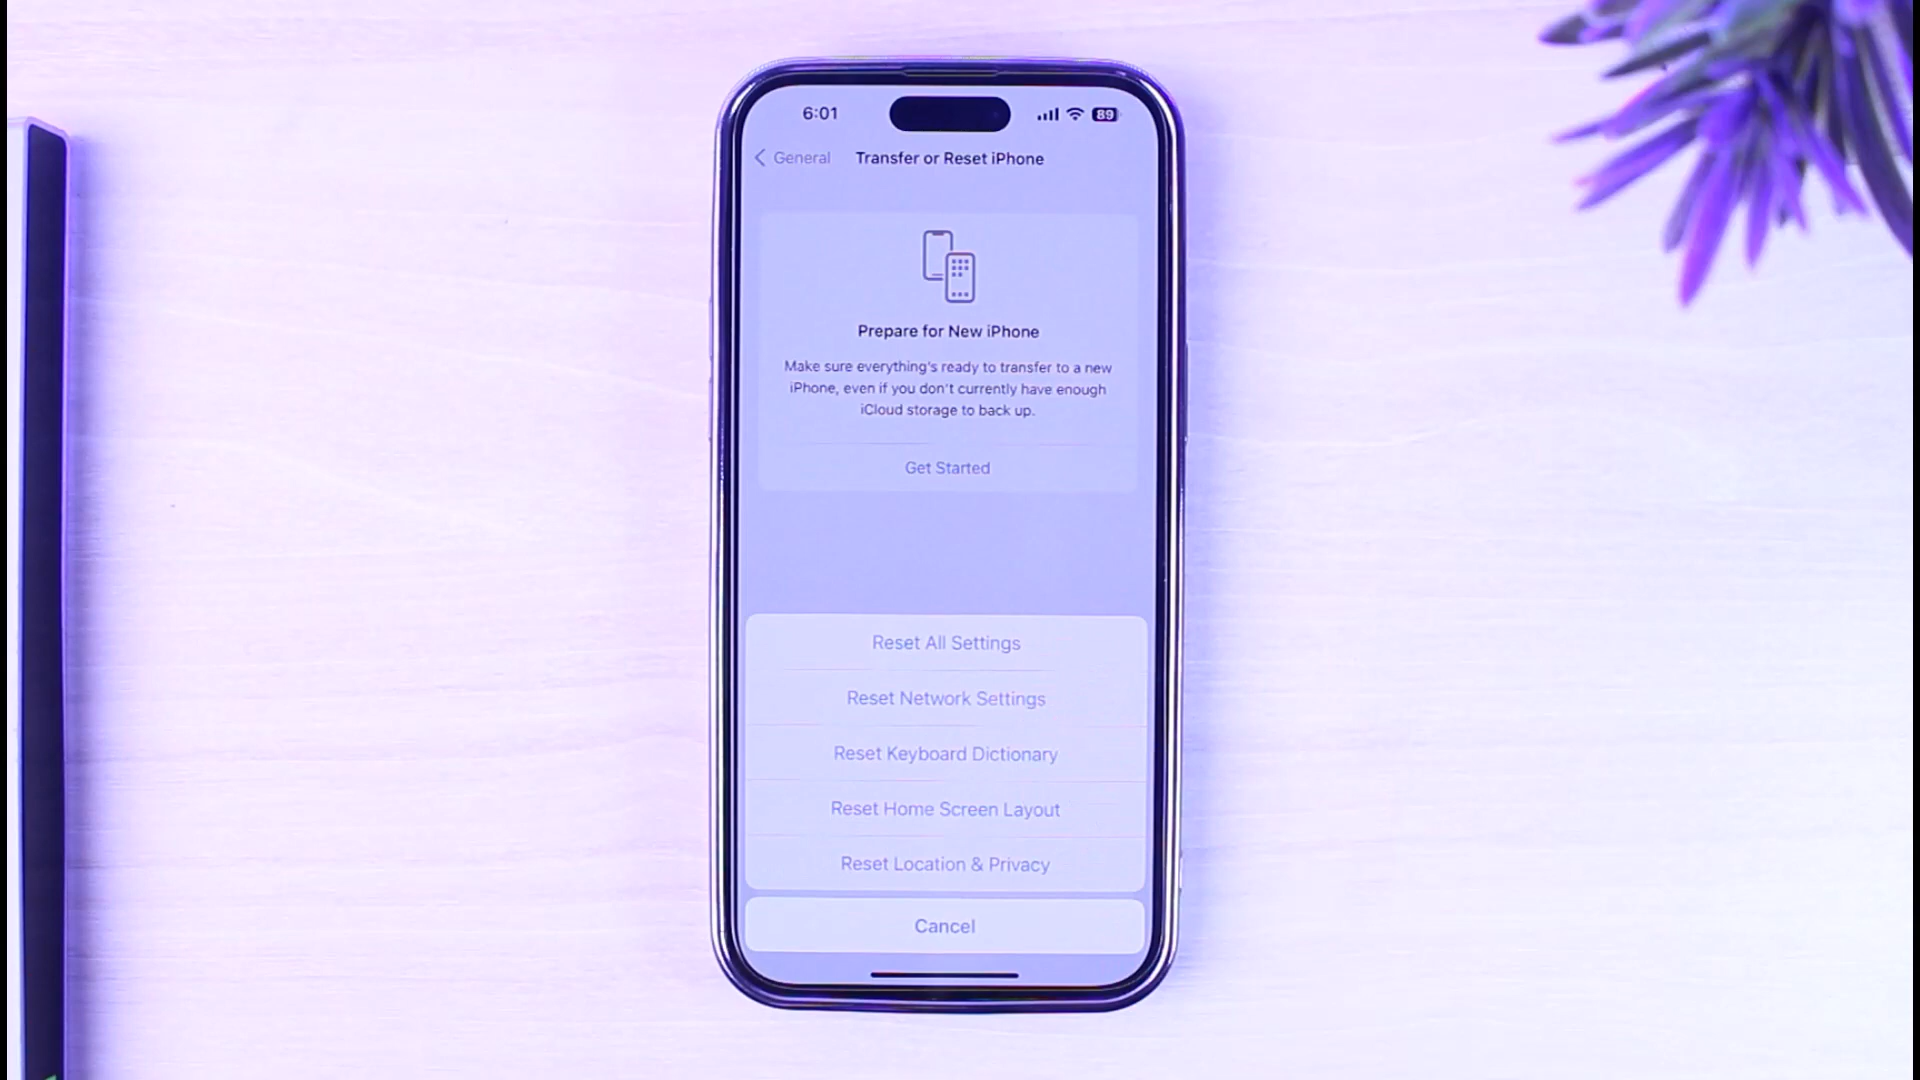 6:01
89
General
Transfer or Reset iPhone
Prepare for New iPhone
Make sure everything's ready to transfer to a new
iPhone, even if you don't currently have enough
iCloud storage to back up.
Get Started
Reset All Settings
Reset Network Settings
Reset Keyboard Dictionary
Reset Home Screen Layout
Reset Location & Privacy
Cancel